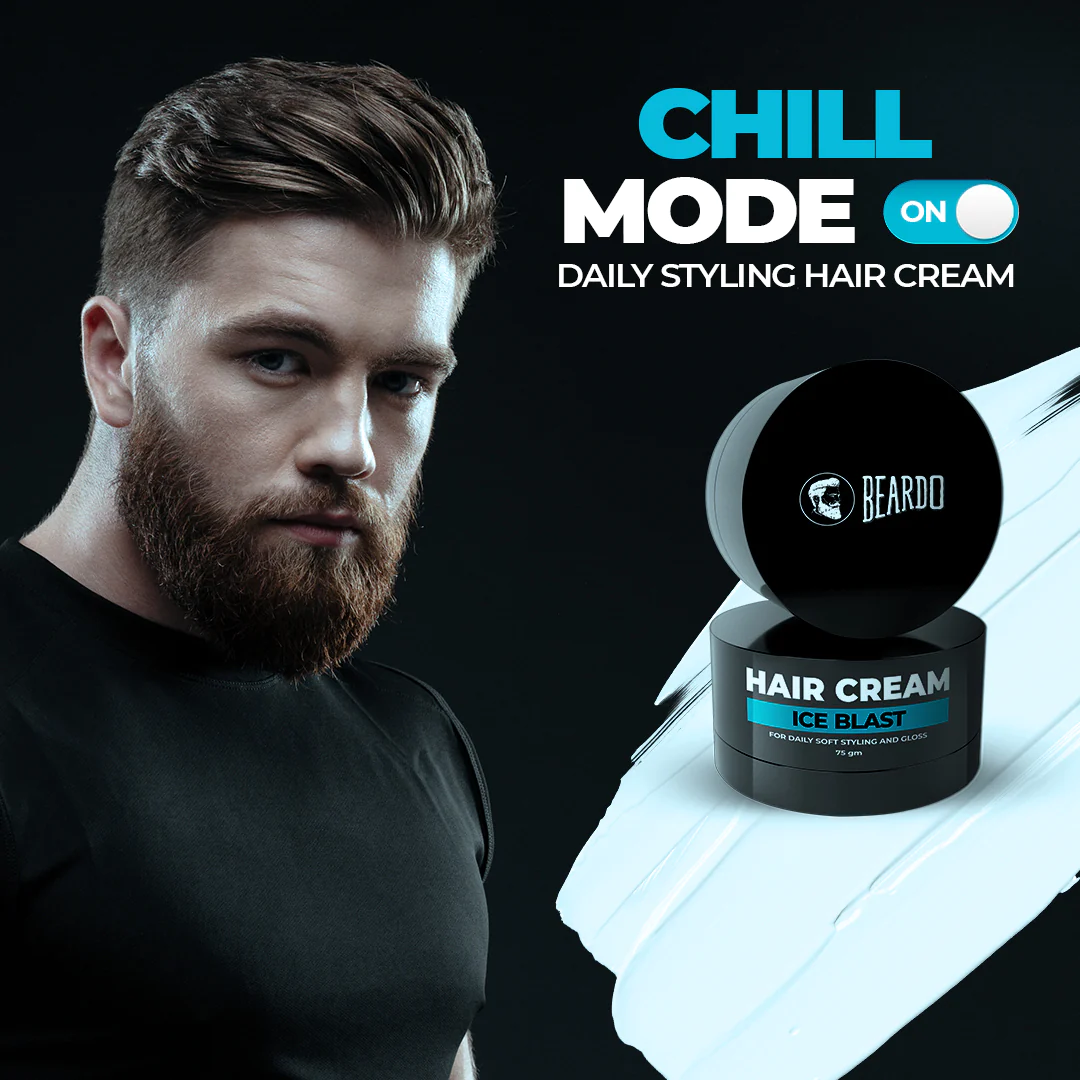 CHILL
MODE ON
DAILY STYLING HAIR CREAM
BEARDO
HAIR CREAM
ICE BLAST
FOR DAILY SOFT STYLING AND GLOSS
75 gm